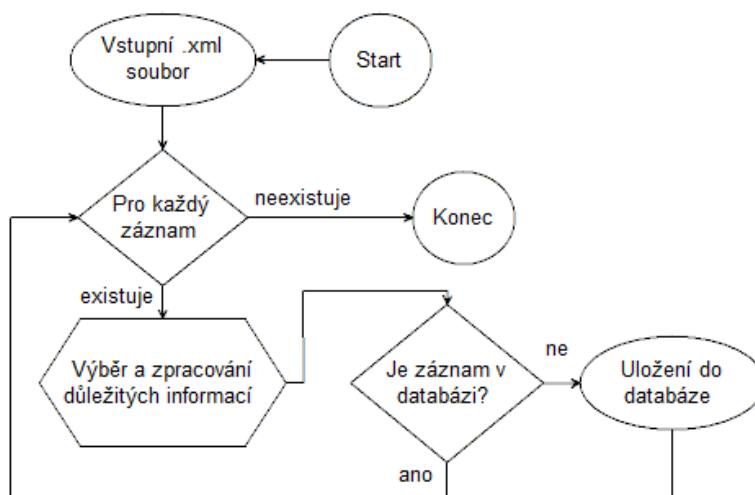 Vstupní .xml
soubor
Start
Pro každý
záznam
neexistuje
Konec
existuje
Výběr a zpracování
důležitých informací
Je záznam v
databázi?
ne
Uložení do
databáze
ano